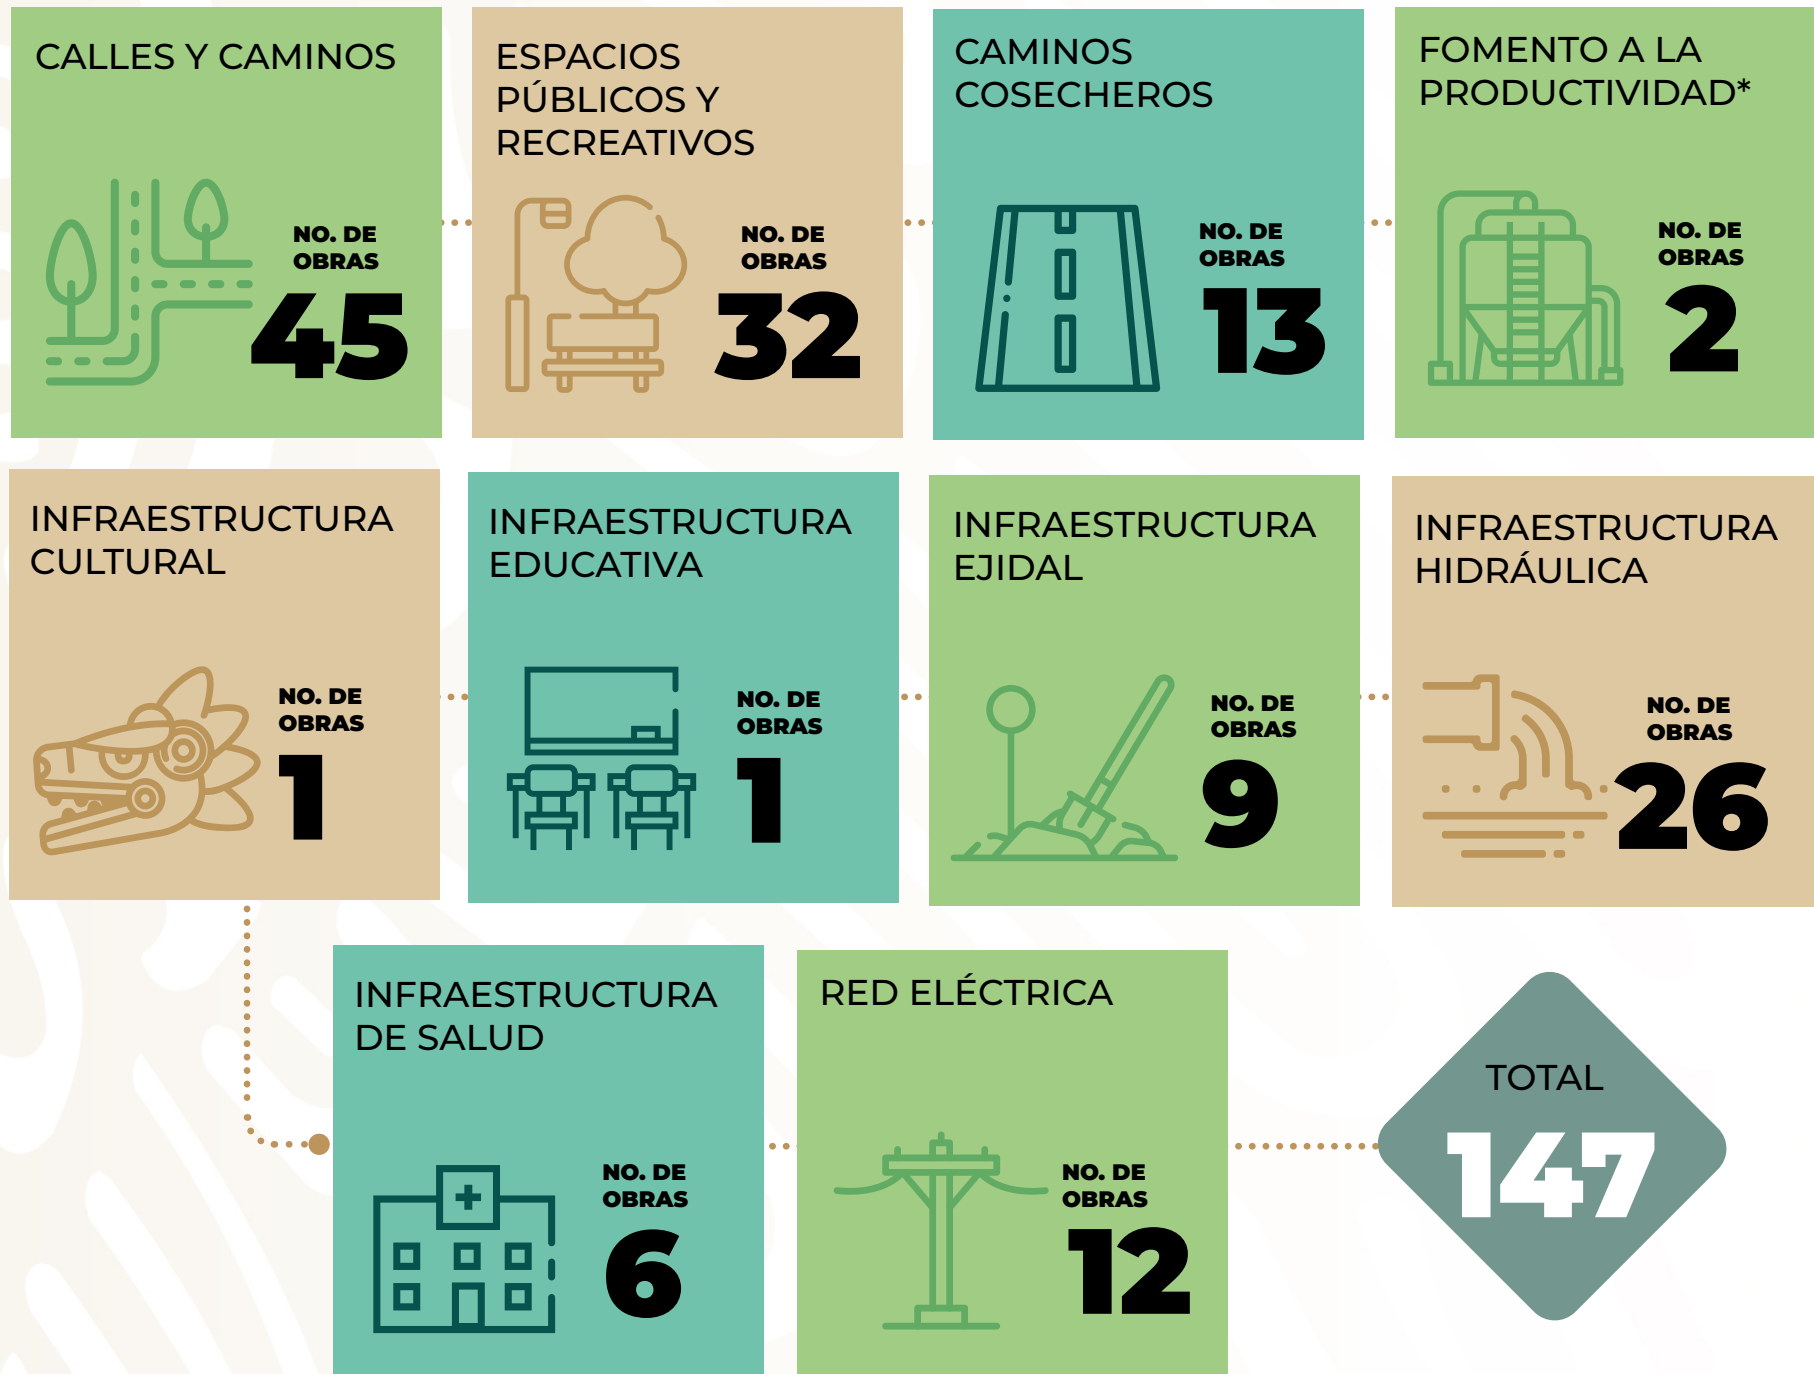 CALLES Y CAMINOS
NO. DE
OBRAS
45
ESPACIOS
PÚBLICOS Y
RECREATIVOS
NO. DE
OBRAS
32
CAMINOS
COSECHEROS
NO. DE
OBRAS
13
FOMENTO A LA
PRODUCTIVIDAD*
NO. DE
OBRAS
2
INFRAESTRUCTURA
CULTURAL
NO. DE
OBRAS
1
INFRAESTRUCTURA
EDUCATIVA
NO. DE
OBRAS
1
INFRAESTRUCTURA
EJIDAL
NO. DE
OBRAS
9
INFRAESTRUCTURA
HIDRÁULICA
NO. DE
OBRAS
26
INFRAESTRUCTURA
DE SALUD
NO. DE
OBRAS
6
RED ELÉCTRICA
NO. DE
OBRAS
12
TOTAL
147